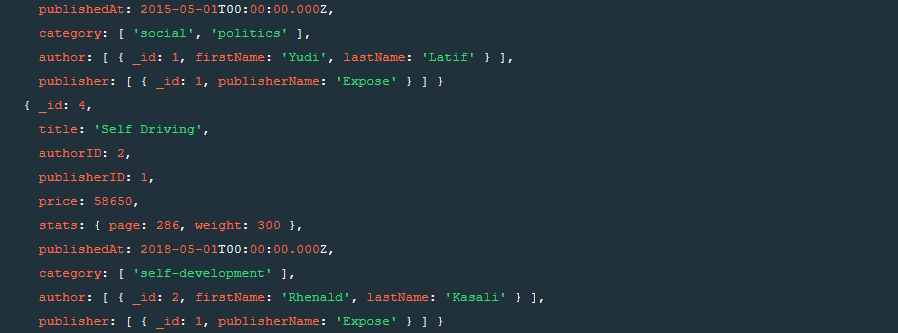 publishedAt: 2015-05-01T00:00:00.000Z,
category: [ 'social', 'politics' ],
author: [ { _id: 1, firstName: 'Yudi', lastName: 'Latif' } ],
publisher: [ { _id: 1, publisherName: 'Expose' } ] }
{ _id: 4,
title: 'Self Driving',
authorID: 2,
publisherID: 1,
price: 58650,
stats: { page: 286, weight: 300 },
publishedAt: 2018-05-01T00:00:00.000Z,
category: [ 'self-development' ],
author: [ { _id: 2, firstName: 'Rhenald', lastName: 'Kasali' } ],
publisher: [ { _id: 1, publisherName: 'Expose' } ] }